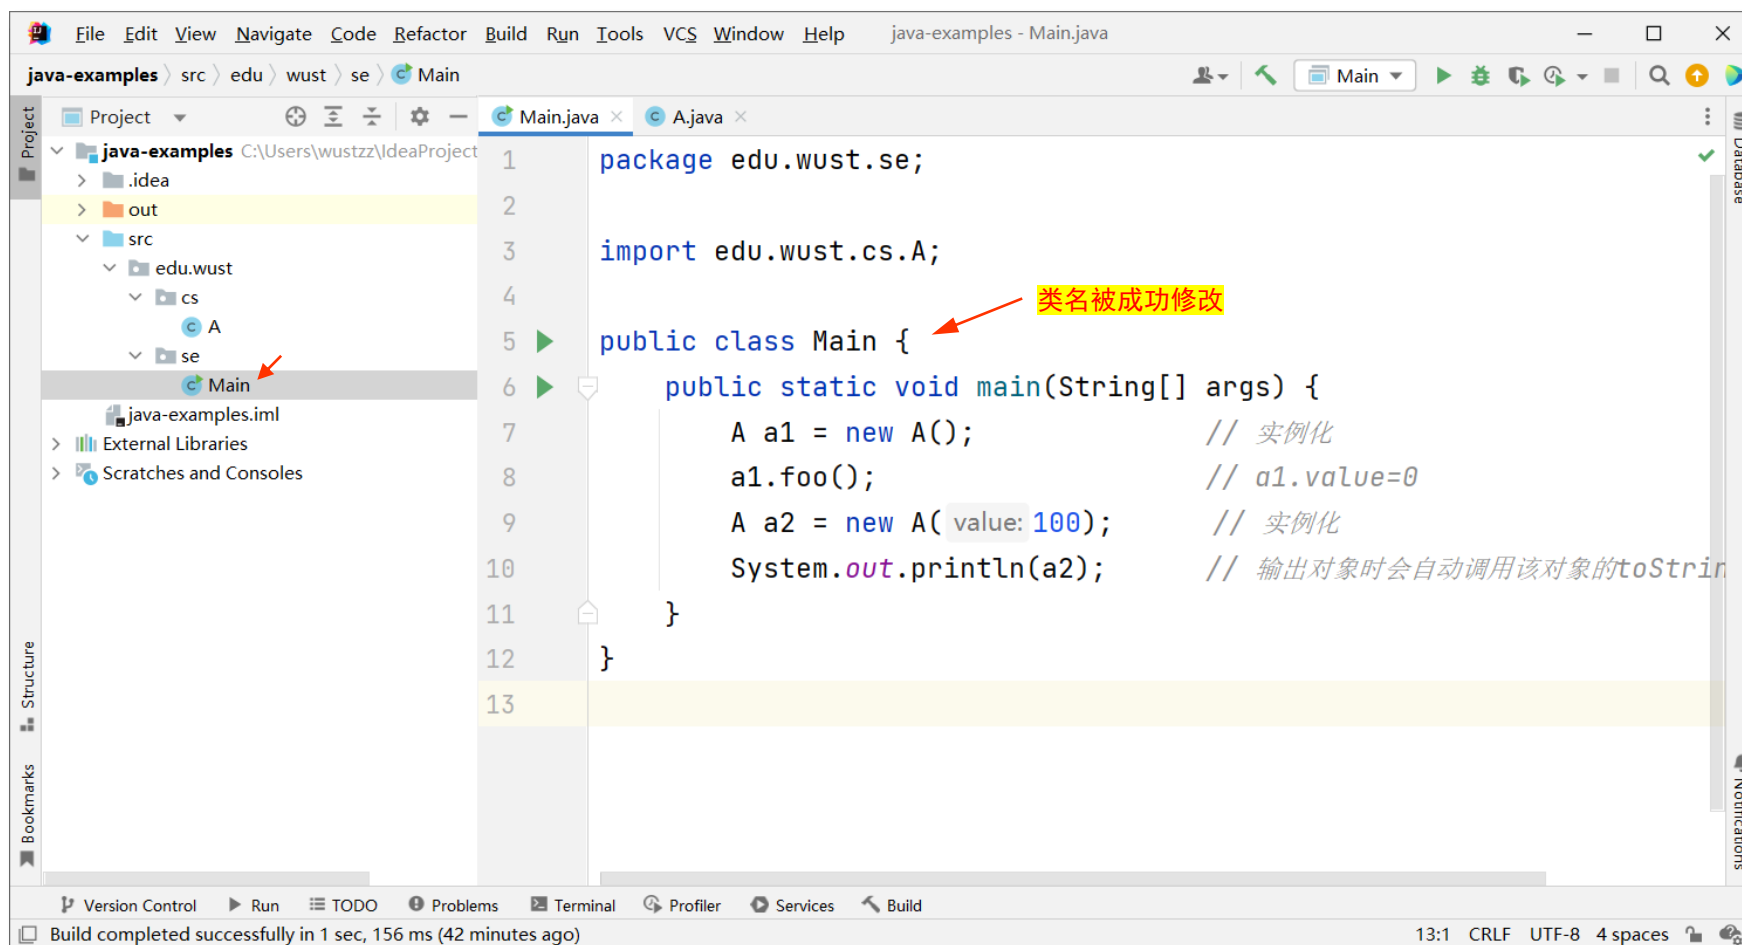 File Edit View Navigate Code Refactor Build Run Tools VCS Window Help java-examples - Main.java
java-examples src edu wust se Main
Main
Project
Project
Main.java
A.java
java-examples C:\Users\wustzz\IdeaProject
.idea
out
src
edu.wust
cs
A
se
Main
java-examples.iml
External Libraries
Scratches and Consoles
1 package edu.wust.se;
2
3 import edu.wust.cs.A;
4
类名被成功修改
5 public class Main {
6 public static void main(String[] args) {
7 A a1 = new A(); // 实例化
8 a1.foo(); // a1.value=0
9 A a2 = new A( value: 100); // 实例化
10 System.out.println(a2); // 输出对象时会自动调用该对象的toStrin
11 }
12 }
13
Database
Structure
Bookmarks
Notifications
Version Control Run TODO Problems Terminal Profiler Services Build
Build completed successfully in 1 sec, 156 ms (42 minutes ago) 13:1 CRLF UTF-8 4 spaces